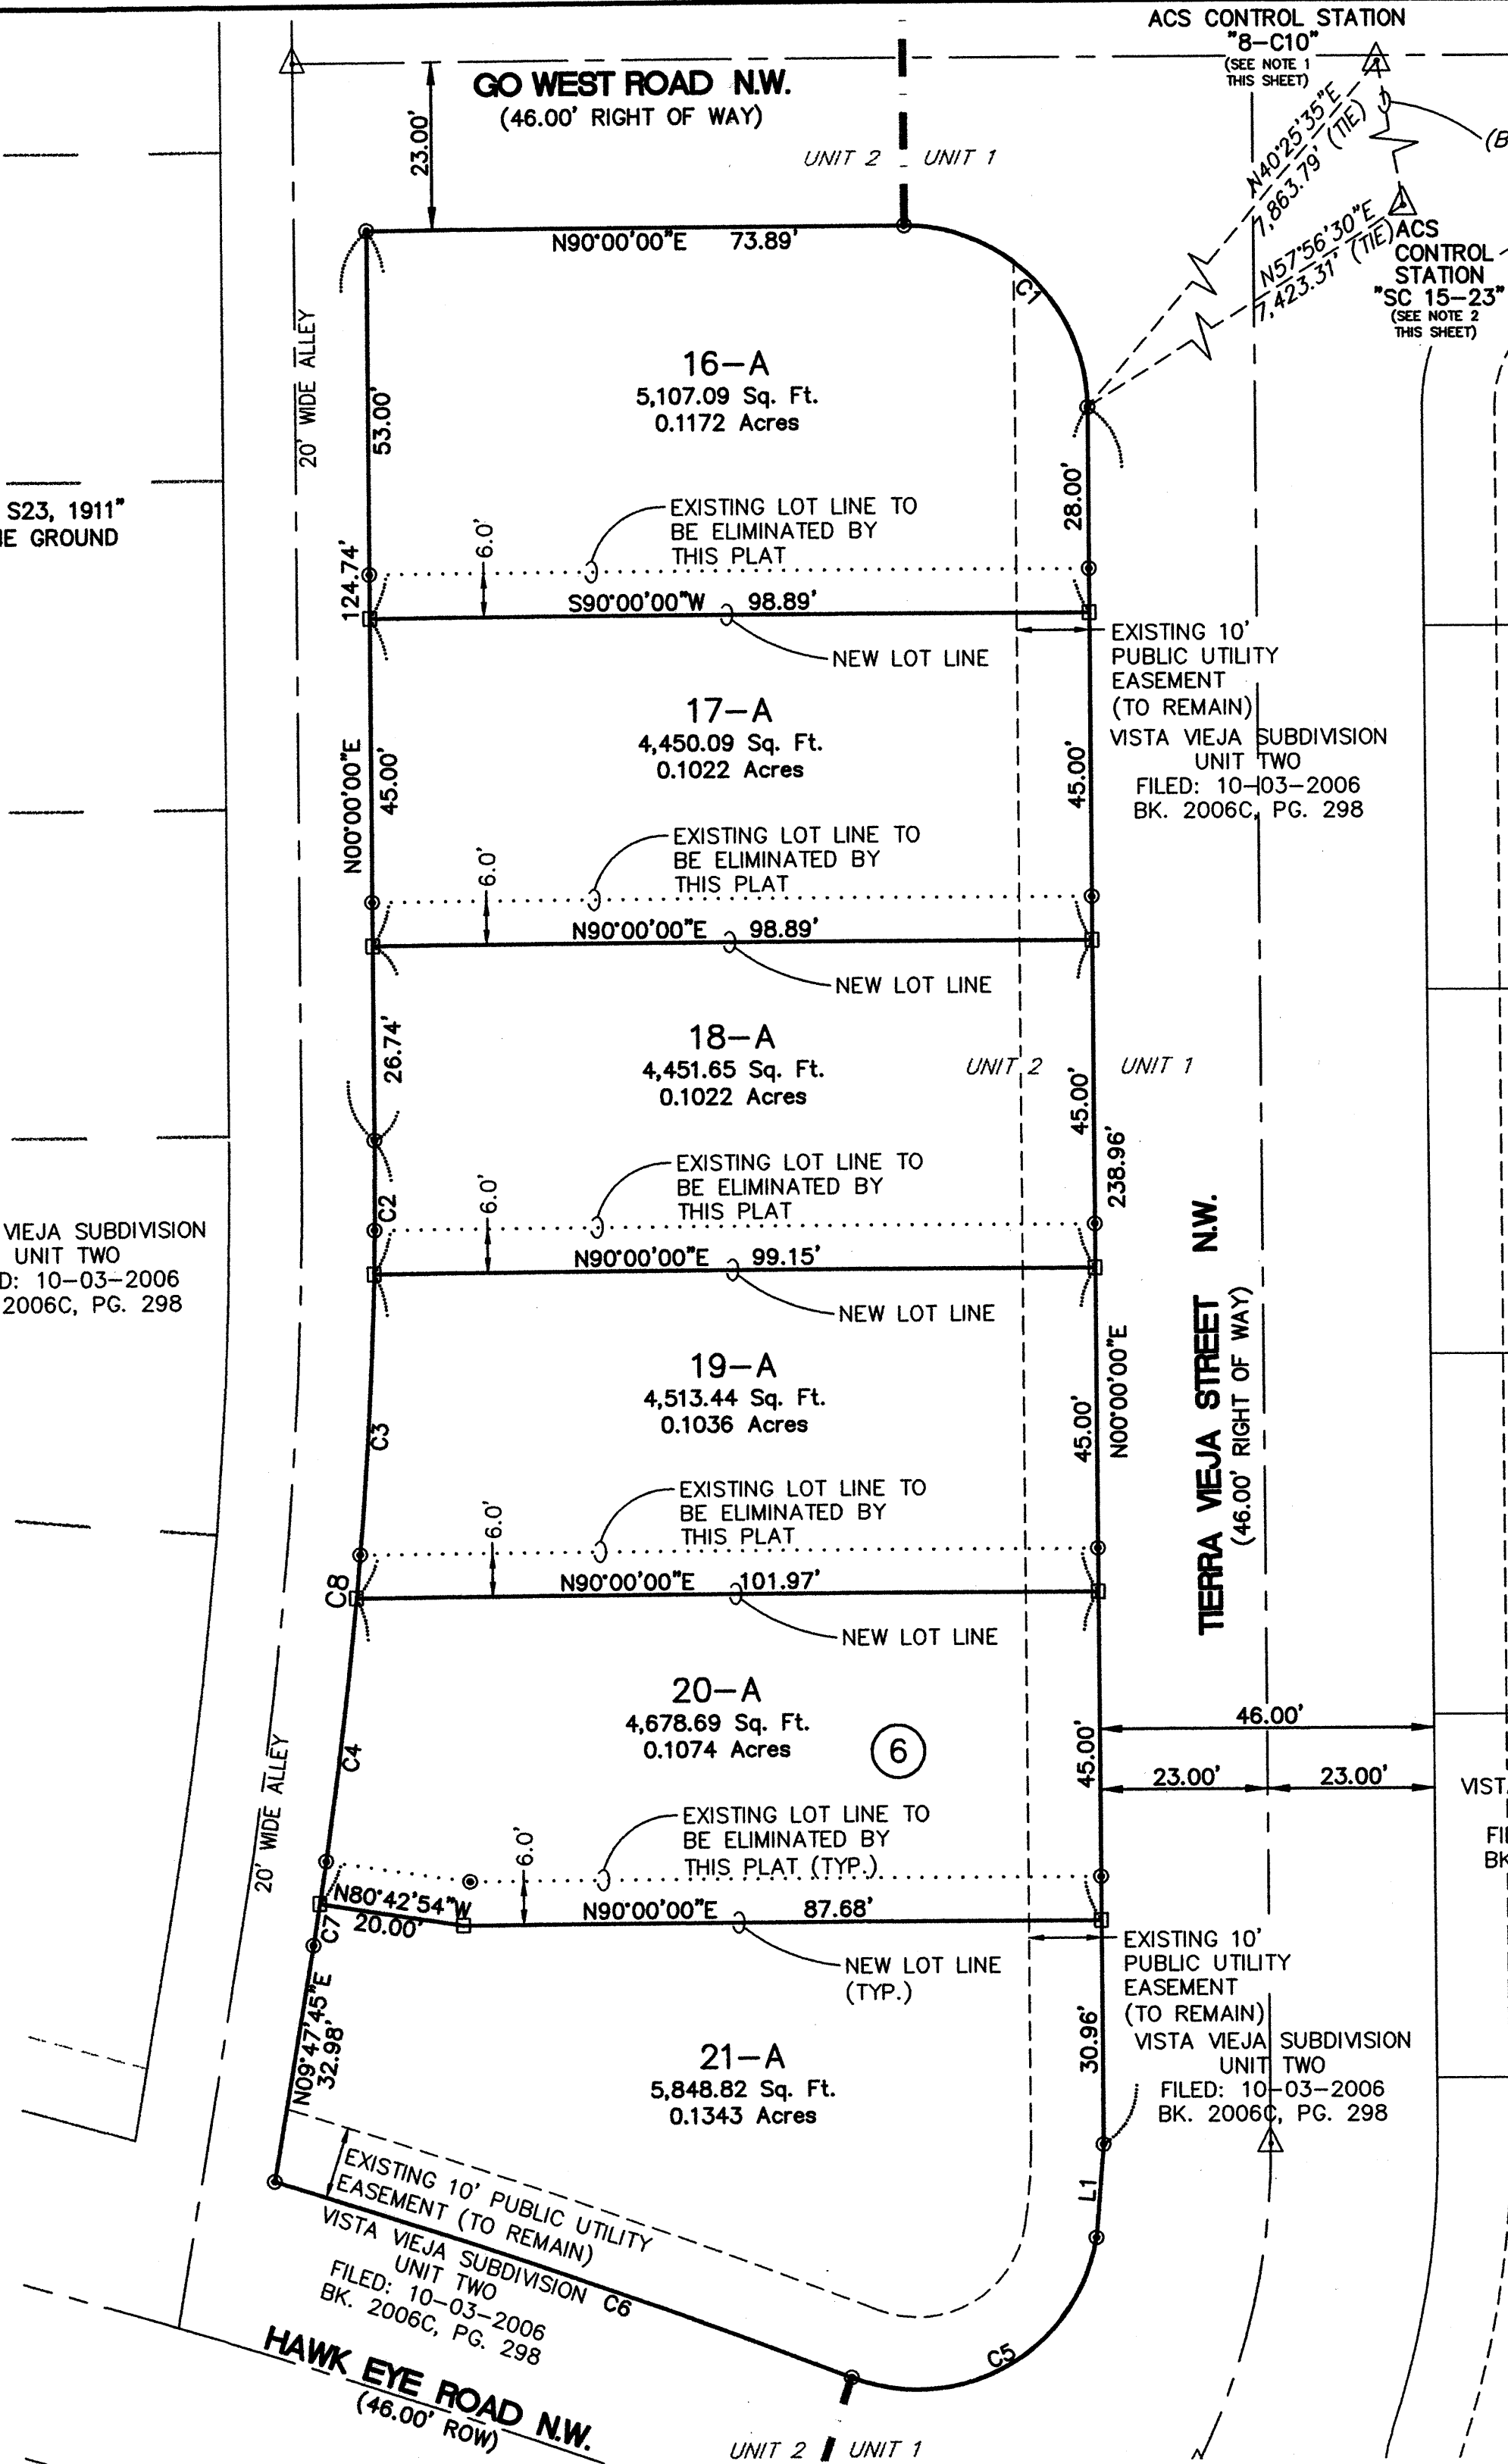 ACS CONTROL STATION
"8-C10"
(SEE NOTE 1
THIS SHEET)
GO WEST ROAD N.W.
(46.00' RIGHT OF WAY)
23.00'
UNIT 2
UNIT 1
N40°25'35"E
7,863.79' (TIE)
(B
N57°56'30"E
7,423.31' (TIE)
ACS
CONTROL
STATION
"SC 15-23"
(SEE NOTE 2
THIS SHEET)
N90°00'00"E 73.89'
C1
20' WIDE ALLEY
53.00'
16-A
5,107.09 Sq. Ft.
0.1172 Acres
28.00'
S23, 1911"
E GROUND
124.74'
6.0'
EXISTING LOT LINE TO
BE ELIMINATED BY
THIS PLAT
S90°00'00"W 98.89'
NEW LOT LINE
EXISTING 10'
PUBLIC UTILITY
EASEMENT
(TO REMAIN)
VISTA VIEJA SUBDIVISION
UNIT TWO
FILED: 10-03-2006
BK. 2006C, PG. 298
N00°00'00"E
45.00'
17-A
4,450.09 Sq. Ft.
0.1022 Acres
45.00'
6.0'
EXISTING LOT LINE TO
BE ELIMINATED BY
THIS PLAT
N90°00'00"E 98.89'
NEW LOT LINE
26.74'
18-A
4,451.65 Sq. Ft.
0.1022 Acres
UNIT 2
UNIT 1
45.00'
238.96'
C2
6.0'
EXISTING LOT LINE TO
BE ELIMINATED BY
THIS PLAT
N90°00'00"E 99.15'
NEW LOT LINE
VIEJA SUBDIVISION
UNIT TWO
D: 10-03-2006
2006C, PG. 298
TIERRA VIEJA STREET N.W.
(46.00' RIGHT OF WAY)
C3
19-A
4,513.44 Sq. Ft.
0.1036 Acres
45.00'
N00°00'00"E
6.0'
EXISTING LOT LINE TO
BE ELIMINATED BY
THIS PLAT
C8
N90°00'00"E 101.97'
NEW LOT LINE
20-A
4,678.69 Sq. Ft.
0.1074 Acres
6
C4
20' WIDE ALLEY
45.00'
46.00'
23.00'
23.00'
VIST
FI
BK
6.0'
EXISTING LOT LINE TO
BE ELIMINATED BY
THIS PLAT (TYP.)
N80°42'54"W
20.00'
N90°00'00"E 87.68'
NEW LOT LINE
(TYP.)
C7
EXISTING 10'
PUBLIC UTILITY
EASEMENT
(TO REMAIN)
VISTA VIEJA SUBDIVISION
UNIT TWO
FILED: 10-03-2006
BK. 2006C, PG. 298
N09°47'45"E
32.98'
21-A
5,848.82 Sq. Ft.
0.1343 Acres
30.96'
L1
EXISTING 10' PUBLIC UTILITY
EASEMENT (TO REMAIN)
VISTA VIEJA SUBDIVISION
UNIT TWO
FILED: 10-03-2006
BK. 2006C, PG. 298
C6
C5
HAWK EYE ROAD N.W.
(46.00' ROW)
UNIT 2
UNIT 1